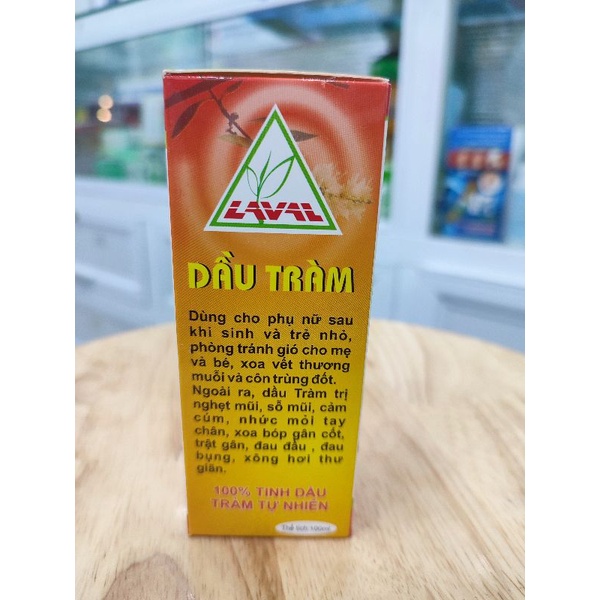 LAVAL
DẦU TRÀM
Dùng cho phụ nữ sau
khi sinh và trẻ nhỏ,
phòng tránh gió cho mẹ
và bé, xoa vết thương
muỗi và côn trùng đốt.
Ngoài ra, dầu Tràm trị
nghẹt mũi, sổ mũi, cảm
cúm, nhức mỏi tay
chân, xoa bóp gân cốt,
trật gân, đau đầu , đau
bụng, xông hơi thư
giãn.
100% TINH DẦU
TRÀM TỰ NHIÊN
Thể tích 100ml